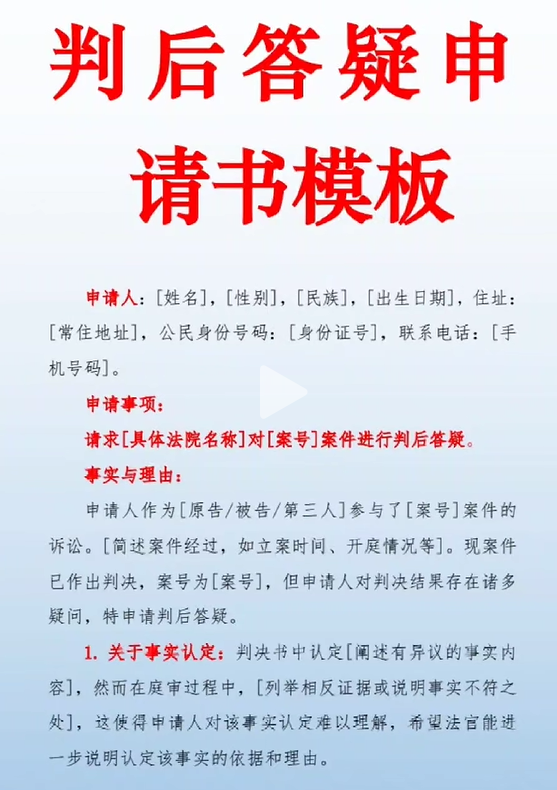 判后答疑申
请书模板
申请人：[姓名]，[性别]，[民族]，[出生日期]，住址：
[常住地址]，公民身份号码：[身份证号]，联系电话：[手
机号码]。
申请事项：
请求[具体法院名称]对[案号]案件进行判后答疑。
事实与理由：
申请人作为[原告/被告/第三人]参与了[案号]案件的
诉讼。[简述案件经过，如立案时间、开庭情况等]。现案件
已作出判决，案号为[案号]，但申请人对判决结果存在诸多
疑问，特申请判后答疑。
1. 关于事实认定：判决书中认定[阐述有异议的事实内
容]，然而在庭审过程中，[列举相反证据或说明事实不符之
处]，这使得申请人对该事实认定难以理解，希望法官能进
一步说明认定该事实的依据和理由。